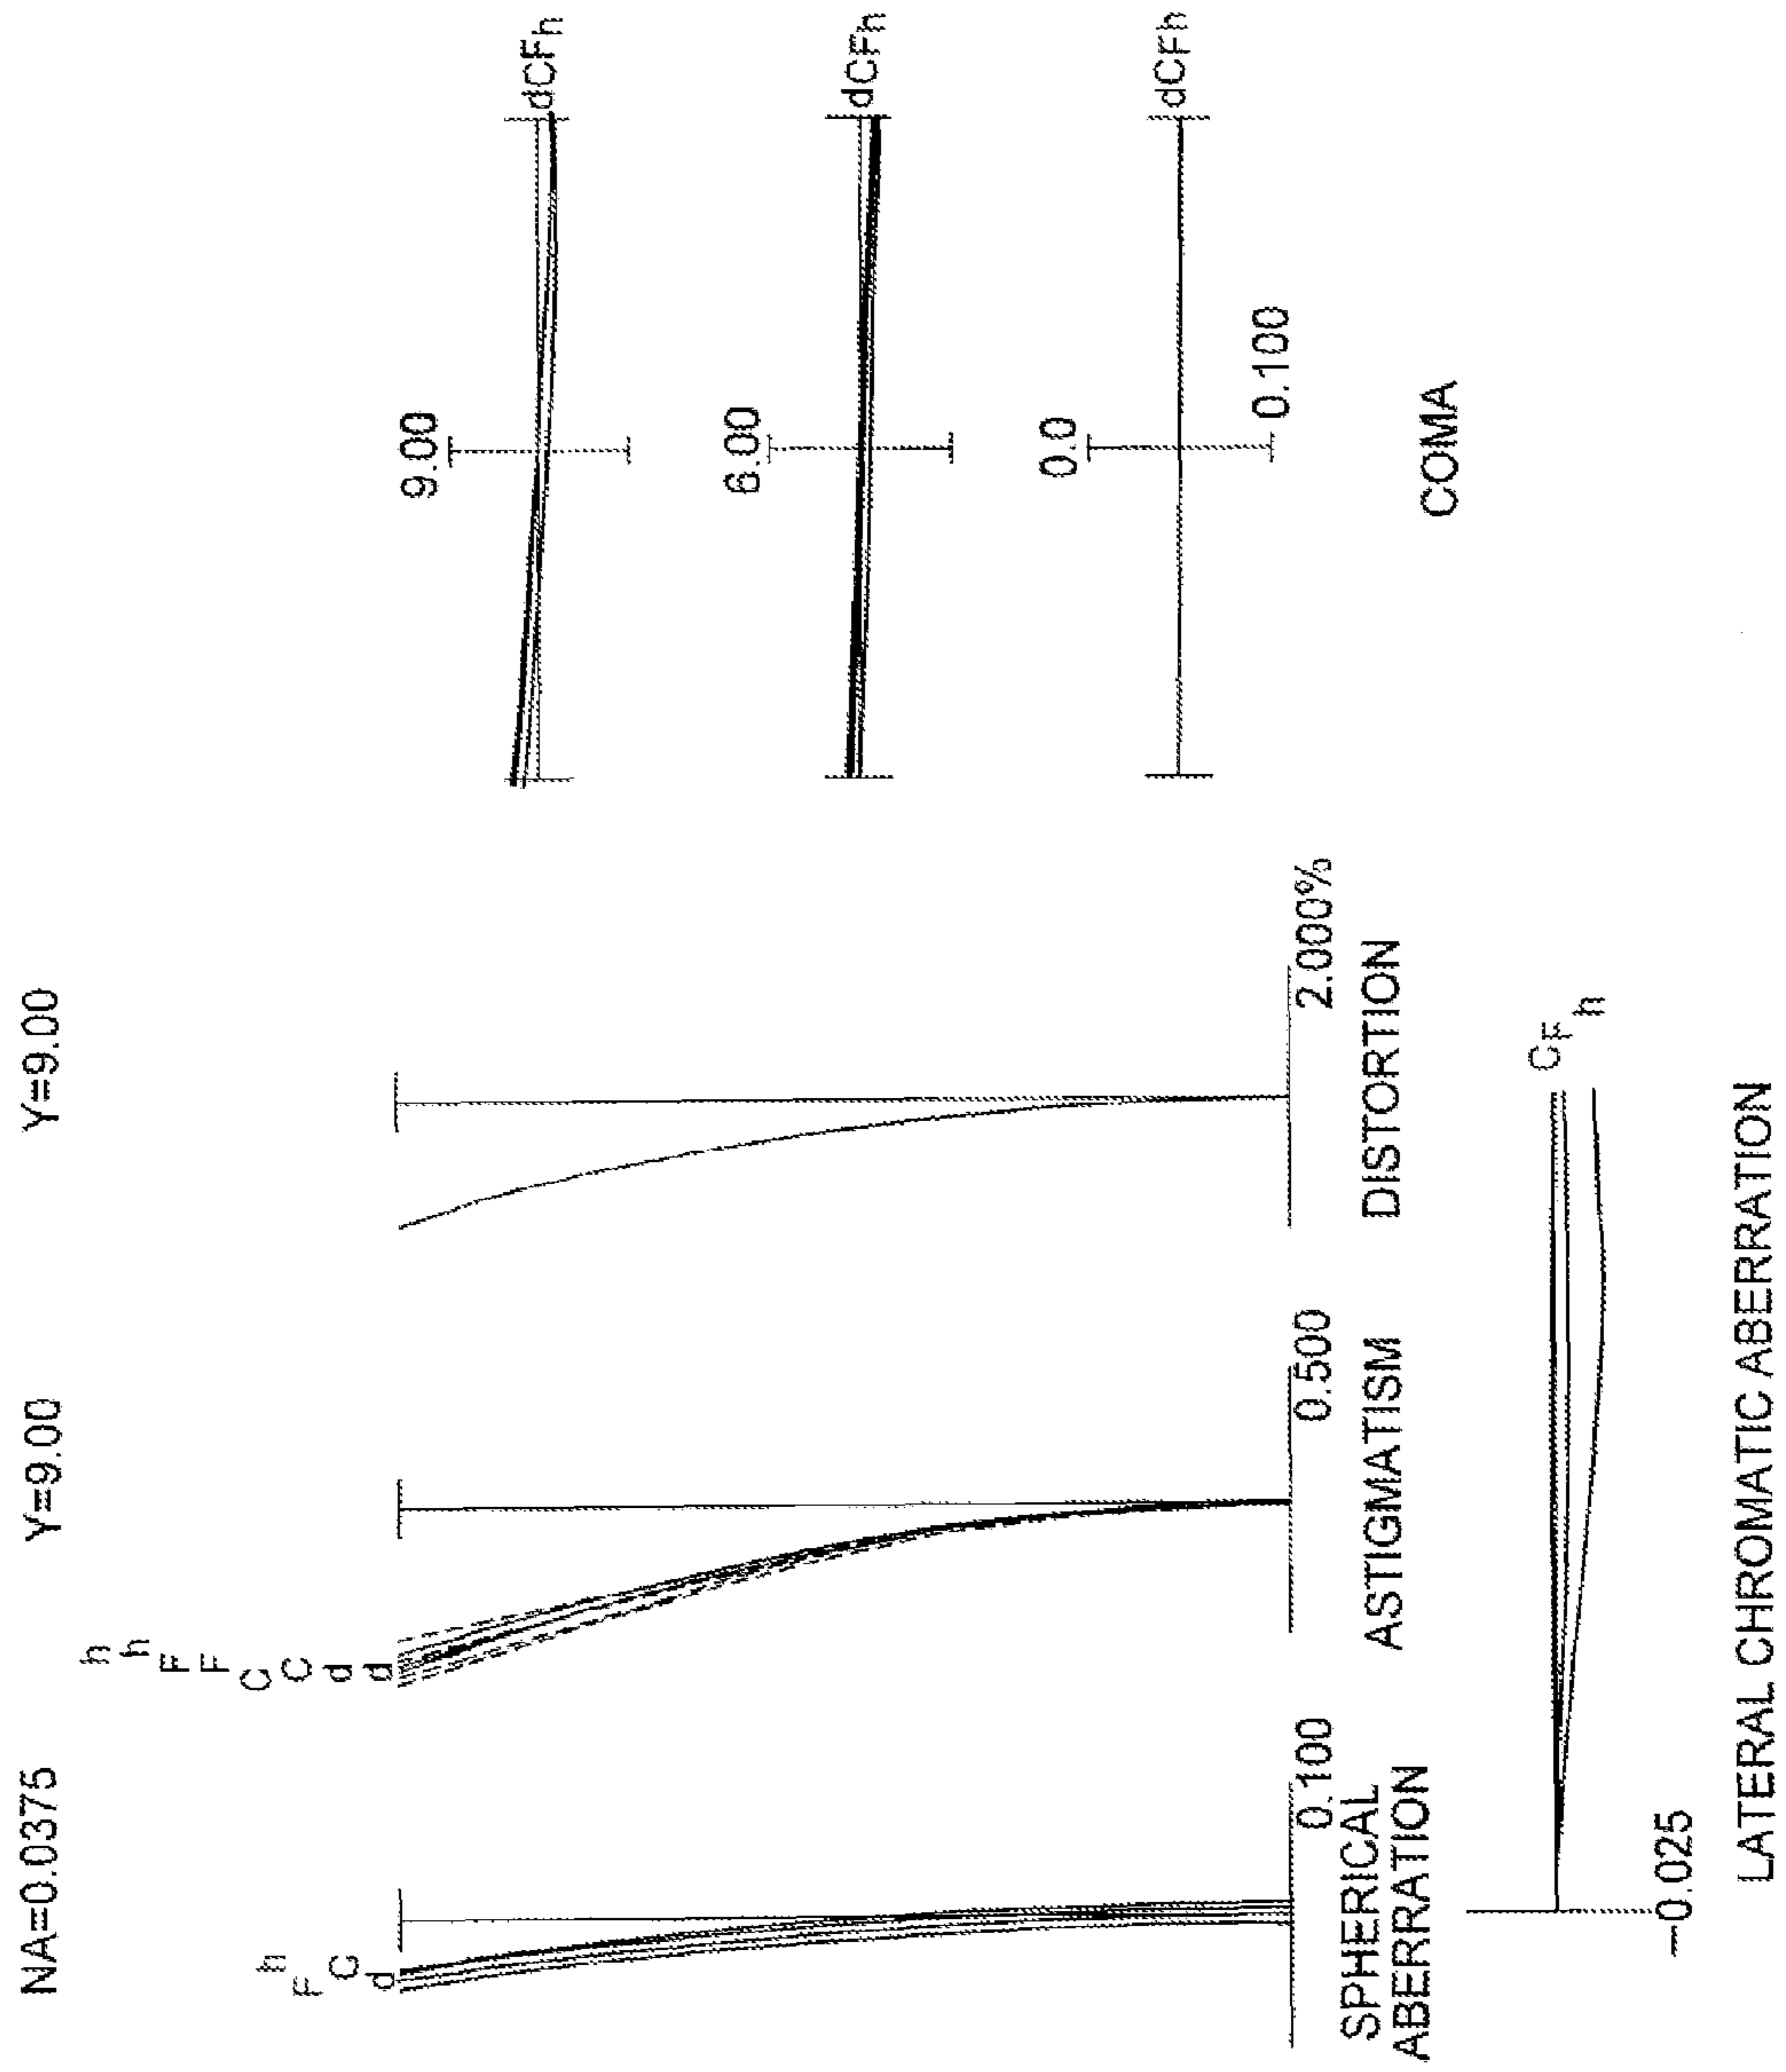 NA=0.0375
Y=9.00
Y=9.00
h
F
C
d
h
h
F
F
C
C
d
d
0.100
0.500
2.000%
SPHERICAL
ABERRATION
ASTIGMATISM
DISTORTION
9.00
dCFh
6.00
dCFh
0.0
dCFh
0.100
COMA
C
F
h
−0.025
LATERAL CHROMATIC ABERRATION